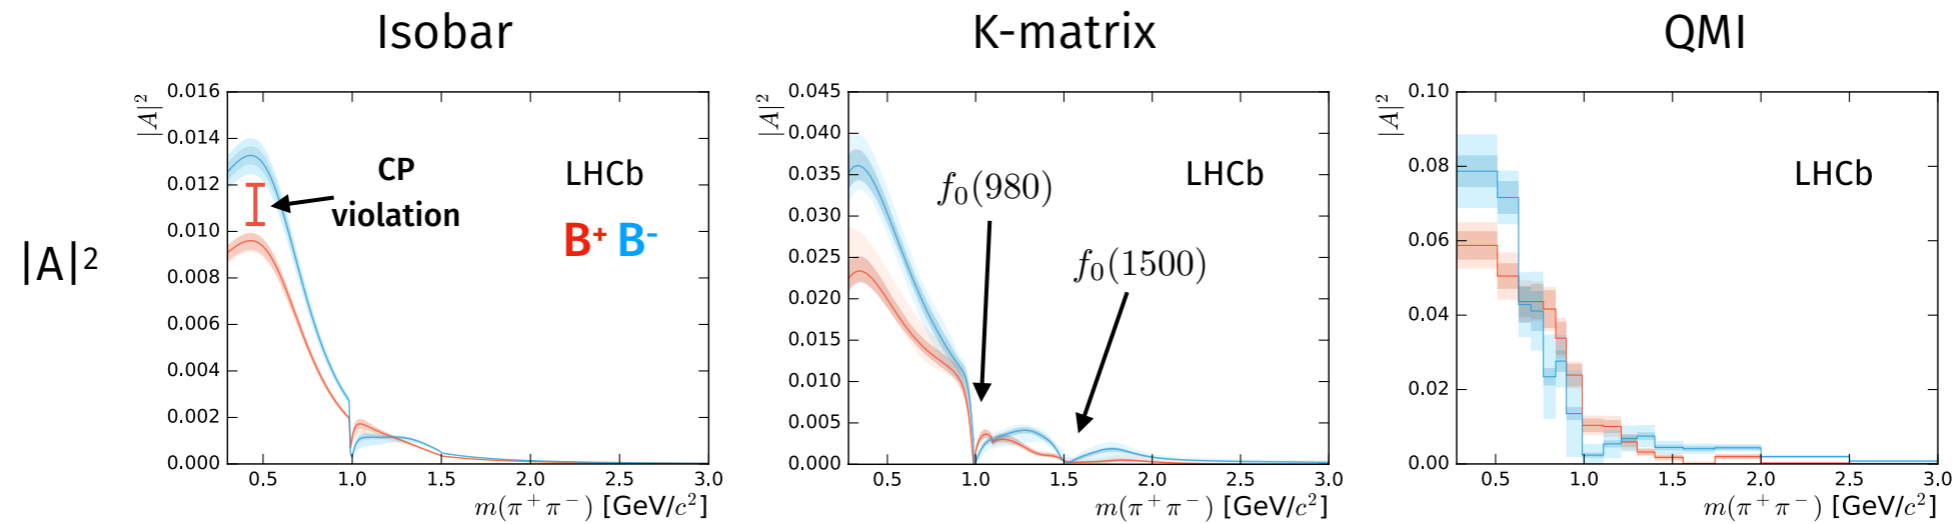 Isobar
K-matrix
QMI
|A|²
|A|²
0.016
0.014
0.012
0.010
0.008
0.006
0.004
0.002
0.000
0.5
1.0
1.5
2.0
2.5
3.0
m(π⁺π⁻) [GeV/c²]
CP
violation
LHCb
B⁺ B⁻
|A|²
0.045
0.040
0.035
0.030
0.025
0.020
0.015
0.010
0.005
0.000
0.5
1.0
1.5
2.0
2.5
3.0
m(π⁺π⁻) [GeV/c²]
f₀(980)
LHCb
f₀(1500)
|A|²
0.10
0.08
0.06
0.04
0.02
0.00
0.5
1.0
1.5
2.0
2.5
3.0
m(π⁺π⁻) [GeV/c²]
LHCb